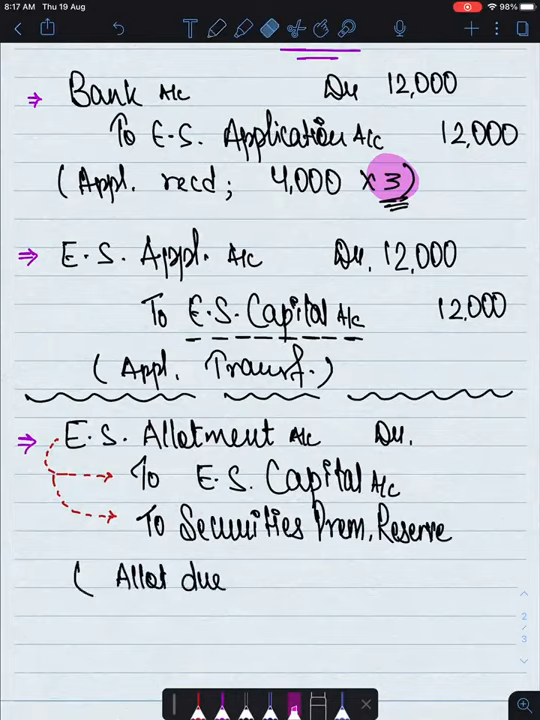 8:17 AM Thu 19 Aug 98%
⇒ Bank A/c Dr. 12,000
To E.S. Application A/c 12,000
( Appl. recd; 4,000 × 3)
⇒ E.S. Appl. A/c Dr. 12,000
To E.S. Capital A/c 12,000
( Appl. Transf.)
⇒ E.S. Allotment A/c Dr.
To E.S. Capital A/c
To Securities Prem. Reserve
( Allot due
2/3